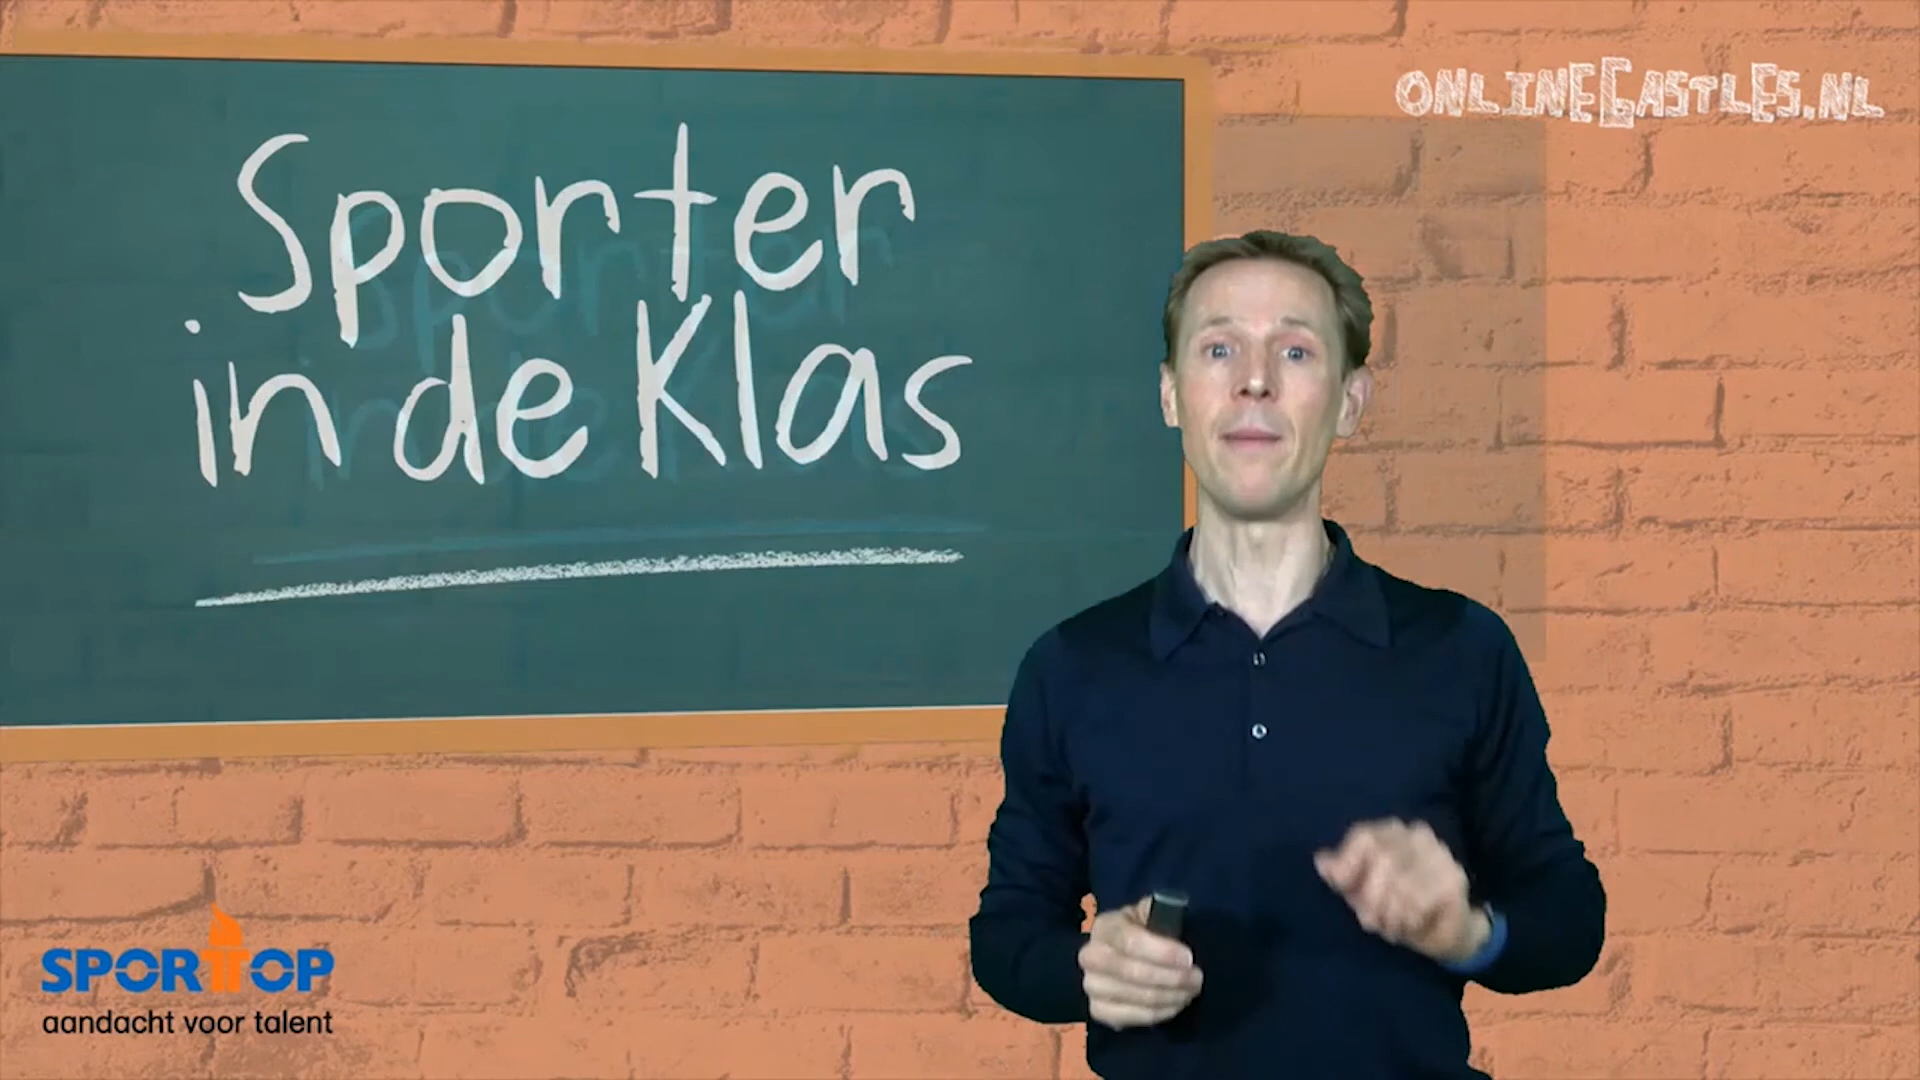 ONLINEGASTLES.NL
Sporter
in de Klas
SPORTTOP
aandacht voor talent